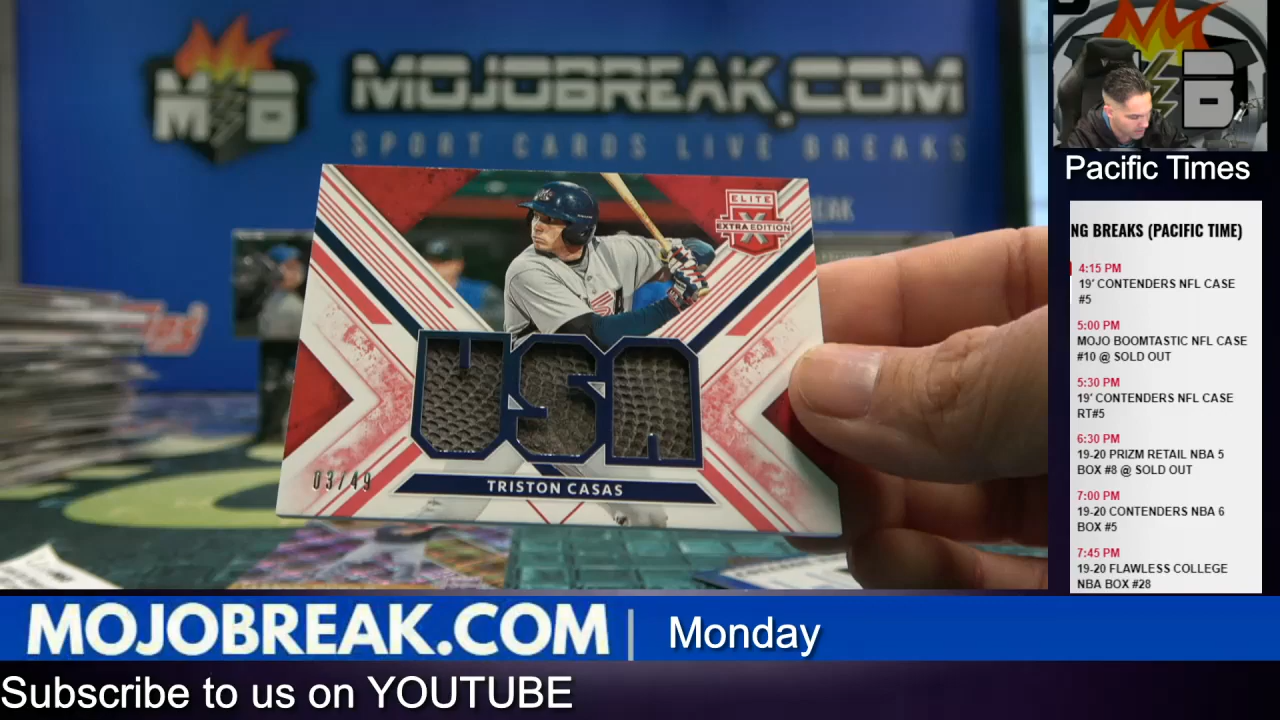 MB
MOJOBREAK.COM
SPORT CARDS LIVE BREAKS
ELITE
EXTRA EDITION
USA
TRISTON CASAS
03/49
B
Pacific Times
NG BREAKS (PACIFIC TIME)
4:15 PM
19' CONTENDERS NFL CASE
#5
5:00 PM
MOJO BOOMTASTIC NFL CASE
#10 @ SOLD OUT
5:30 PM
19' CONTENDERS NFL CASE
RT#5
6:30 PM
19-20 PRIZM RETAIL NBA 5
BOX #8 @ SOLD OUT
7:00 PM
19-20 CONTENDERS NBA 6
BOX #5
7:45 PM
19-20 FLAWLESS COLLEGE
NBA BOX #28
MOJOBREAK.COM
Monday
Subscribe to us on YOUTUBE